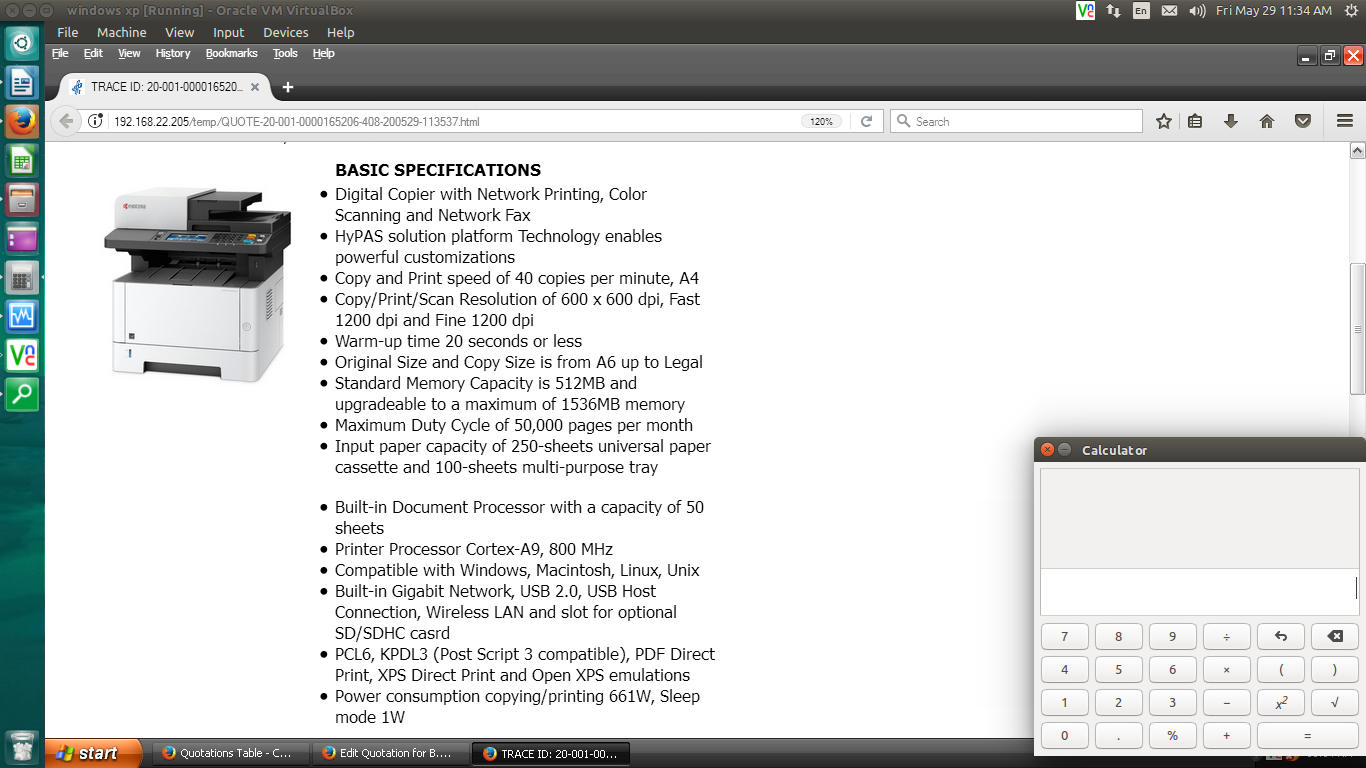 windows xp [Running] - Oracle VM VirtualBox
En
Fri May 29 11:34 AM
File Machine View Input Devices Help
File Edit View History Bookmarks Tools Help
TRACE ID: 20-001-000016520...
192.168.22.205/temp/QUOTE-20-001-0000165206-408-200529-113537.html
120%
Search
BASIC SPECIFICATIONS
KYOCERA
• Digital Copier with Network Printing, Color
Scanning and Network Fax
• HyPAS solution platform Technology enables
powerful customizations
• Copy and Print speed of 40 copies per minute, A4
• Copy/Print/Scan Resolution of 600 x 600 dpi, Fast
1200 dpi and Fine 1200 dpi
• Warm-up time 20 seconds or less
• Original Size and Copy Size is from A6 up to Legal
• Standard Memory Capacity is 512MB and
upgradeable to a maximum of 1536MB memory
• Maximum Duty Cycle of 50,000 pages per month
• Input paper capacity of 250-sheets universal paper
cassette and 100-sheets multi-purpose tray
• Built-in Document Processor with a capacity of 50
sheets
• Printer Processor Cortex-A9, 800 MHz
• Compatible with Windows, Macintosh, Linux, Unix
• Built-in Gigabit Network, USB 2.0, USB Host
Connection, Wireless LAN and slot for optional
SD/SDHC casrd
• PCL6, KPDL3 (Post Script 3 compatible), PDF Direct
Print, XPS Direct Print and Open XPS emulations
• Power consumption copying/printing 661W, Sleep
mode 1W
Calculator
7 8 9 ÷
4 5 6 × ( )
1 2 3 − x² √
0 . % + =
start
Quotations Table - C...
Edit Quotation for B....
TRACE ID: 20-001-00...